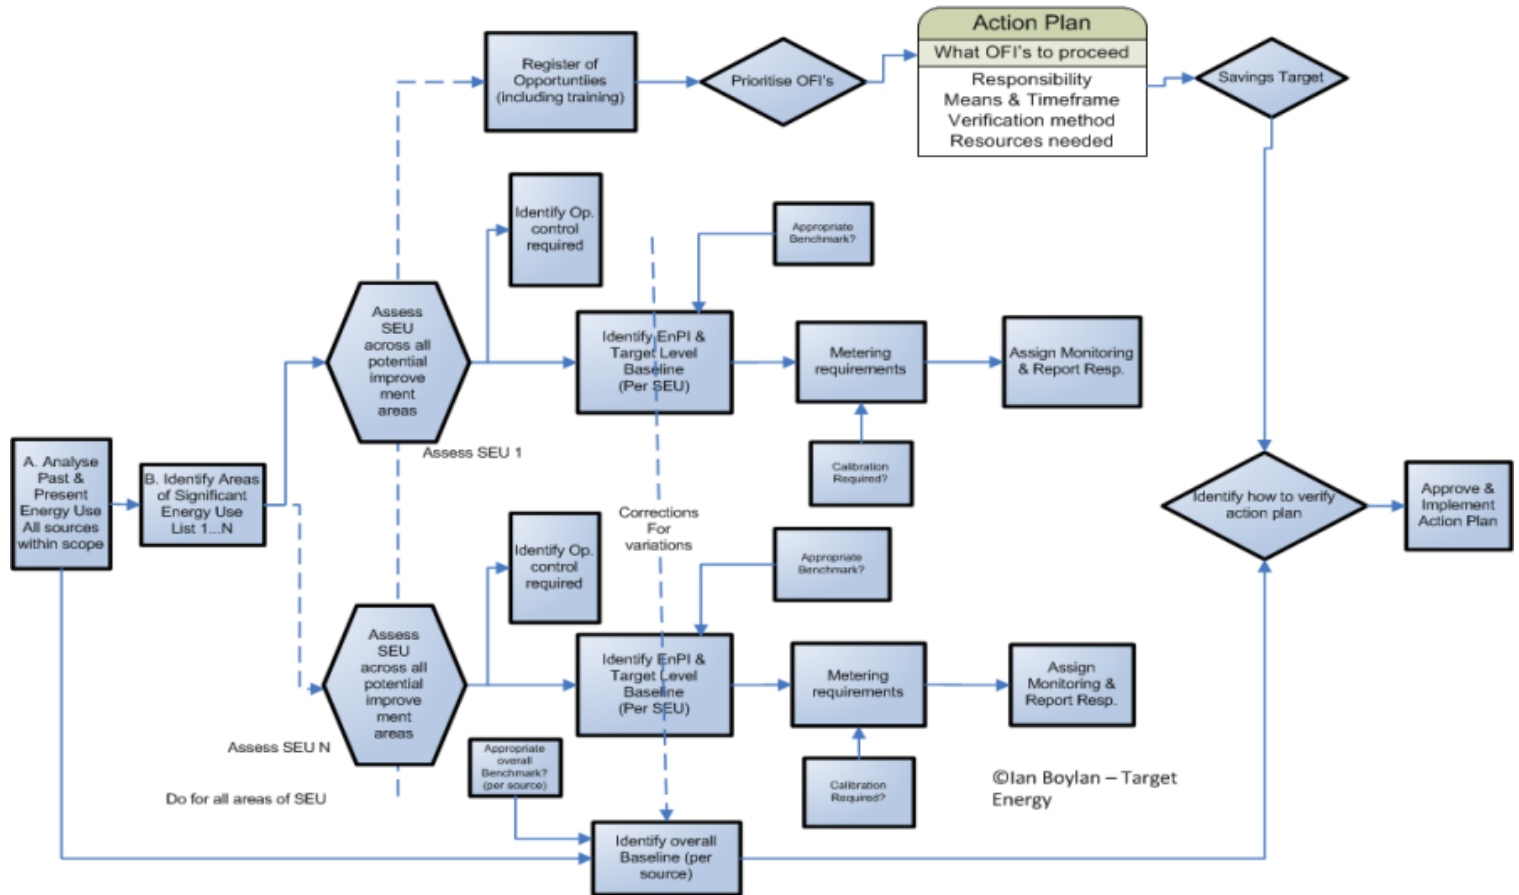 Action Plan
What OFI's to proceed
Responsibility
Means & Timeframe
Verification method
Resources needed
Register of
Opportuntiies
(including training)
Prioritise OFI's
Savings Target
Identify Op.
control
required
Appropriate
Benchmark?
Assess
SEU
across all
potential
improve
ment
areas
Identify EnPI &
Target Level
Baseline
(Per SEU)
Metering
requirements
Assign Monitoring
& Report Resp.
Assess SEU 1
Calibration
Required?
A. Analyse
Past &
Present
Energy Use
All sources
within scope
B. Identify Areas
of Significant
Energy Use
List 1...N
Corrections
For
variations
Identify how to verify
action plan
Approve &
Implement
Action Plan
Identify Op.
control
required
Appropriate
Benchmark?
Assess
SEU
across all
potential
improve
ment
areas
Identify EnPI &
Target Level
Baseline
(Per SEU)
Metering
requirements
Assign
Monitoring &
Report Resp.
Assess SEU N
Appropriate
overall
Benchmark?
(per source)
Calibration
Required?
©Ian Boylan – Target
Energy
Do for all areas of SEU
Identify overall
Baseline (per
source)